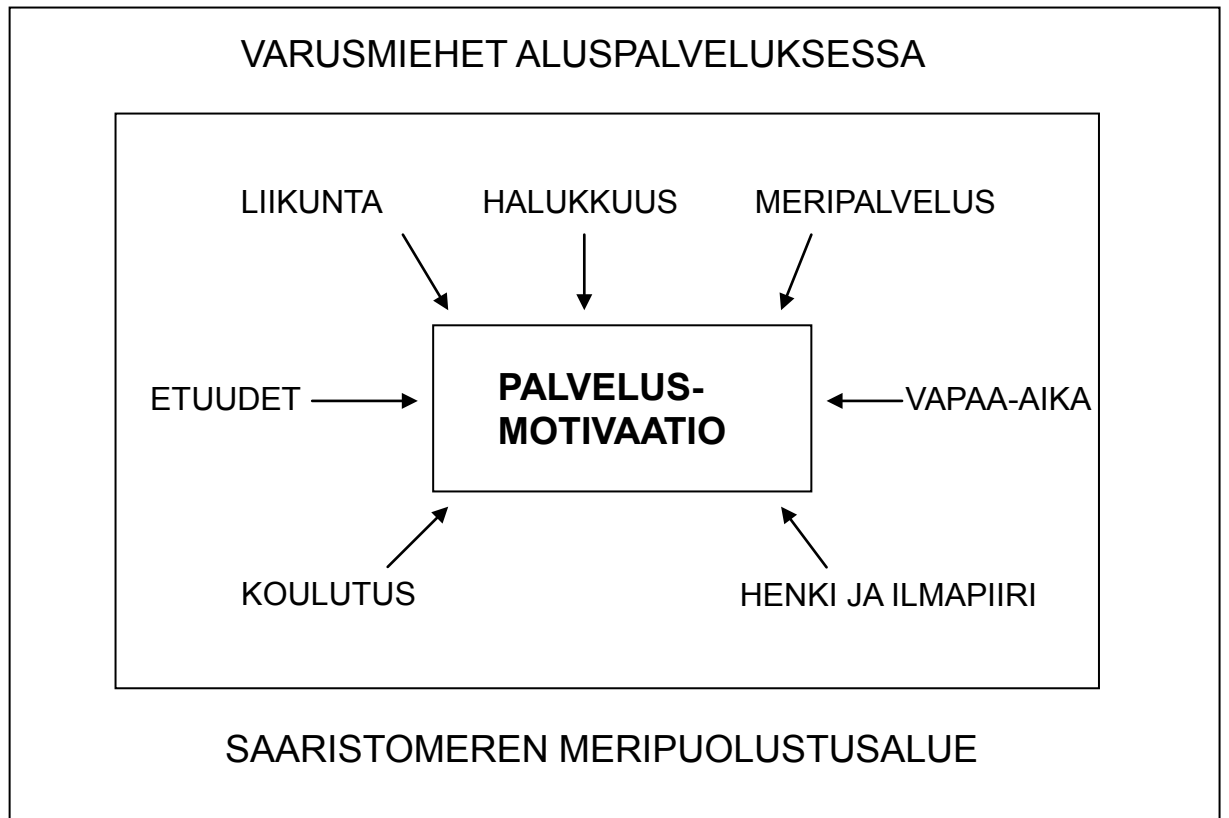 VARUSMIEHET ALUSPALVELUKSESSA
LIIKUNTA
HALUKKUUS
MERIPALVELUS
ETUUDET
PALVELUS-
MOTIVAATIO
VAPAA-AIKA
KOULUTUS
HENKI JA ILMAPIIRI
SAARISTOMEREN MERIPUOLUSTUSALUE